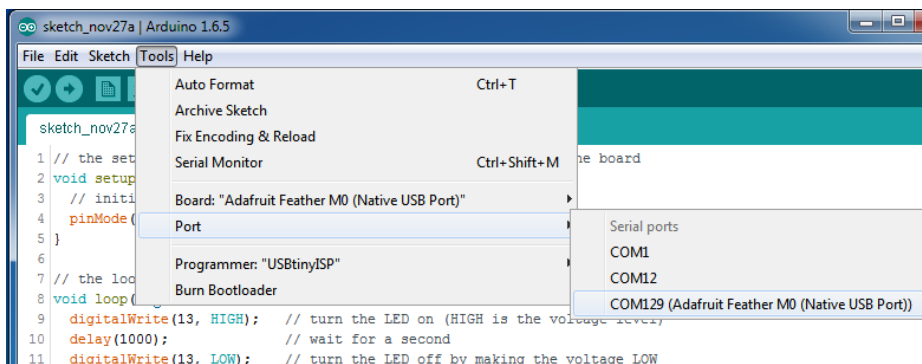 sketch_nov27a | Arduino 1.6.5
File Edit Sketch Tools Help
Auto Format Ctrl+T
Archive Sketch
Fix Encoding & Reload
Serial Monitor Ctrl+Shift+M
Board: "Adafruit Feather M0 (Native USB Port)"
Port
Programmer: "USBtinyISP"
Burn Bootloader
Serial ports
COM1
COM12
COM129 (Adafruit Feather M0 (Native USB Port))
sketch_nov27a
1 // the set he board
2 void setup
3 // initi
4 pinMode(
5 }
6
7 // the loo
8 void loop(
9 digitalWrite(13, HIGH); // turn the LED on (HIGH is the voltage level)
10 delay(1000); // wait for a second
11 digitalWrite(13, LOW); // turn the LED off by making the voltage LOW